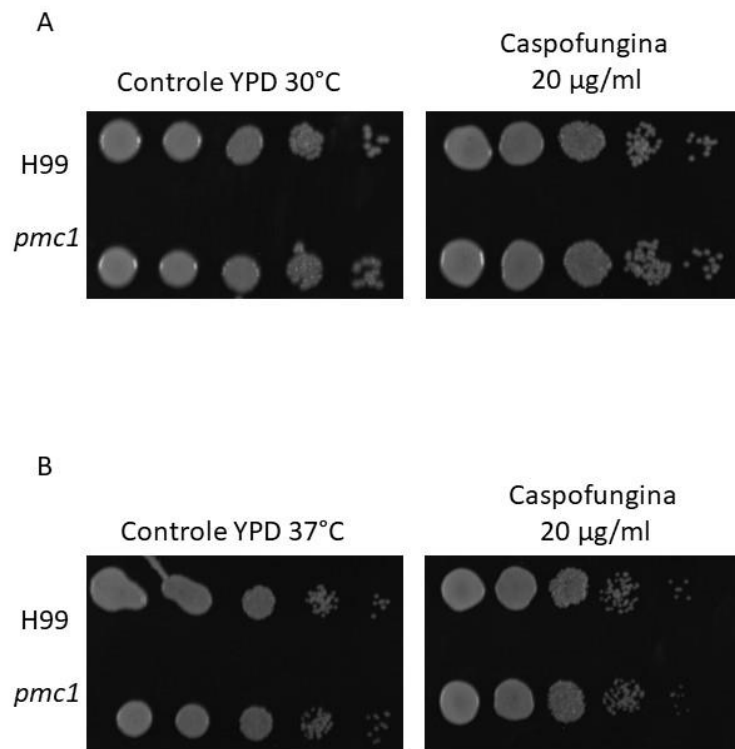 A
Controle YPD 30°C
Caspofungina
20 µg/ml
H99
pmc1
B
Controle YPD 37°C
Caspofungina
20 µg/ml
H99
pmc1